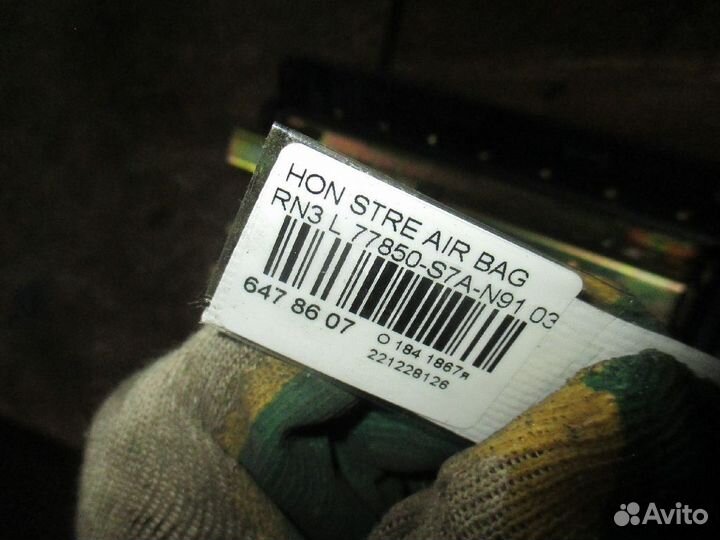 HON STRE AIR BAG
RN3 L 77850-S7A-N91 03
647 86 07
O 184 1867я
221228126
Avito